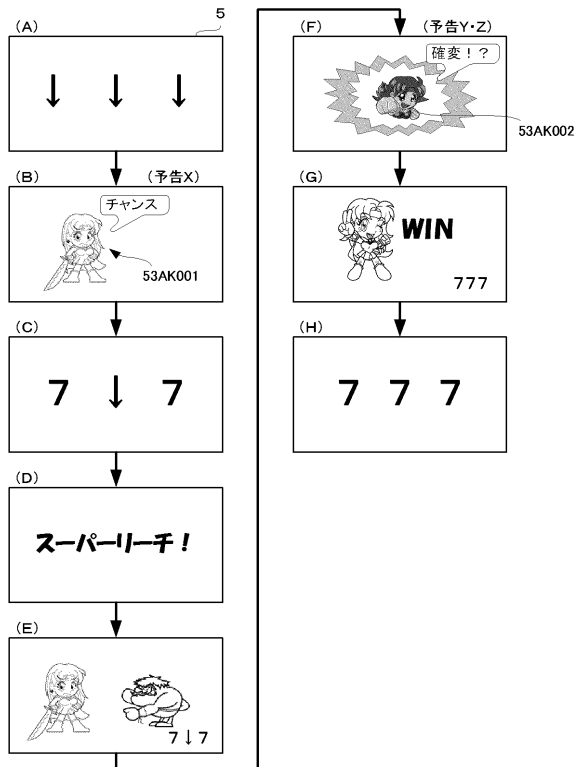 (A)
5
↓ ↓ ↓
(B) (予告X)
チャンス
53AK001
(C)
7 ↓ 7
(D)
スーパーリーチ!
(E)
7↓7
(F) (予告Y・Z)
確変!?
53AK002
(G)
WIN
777
(H)
7 7 7